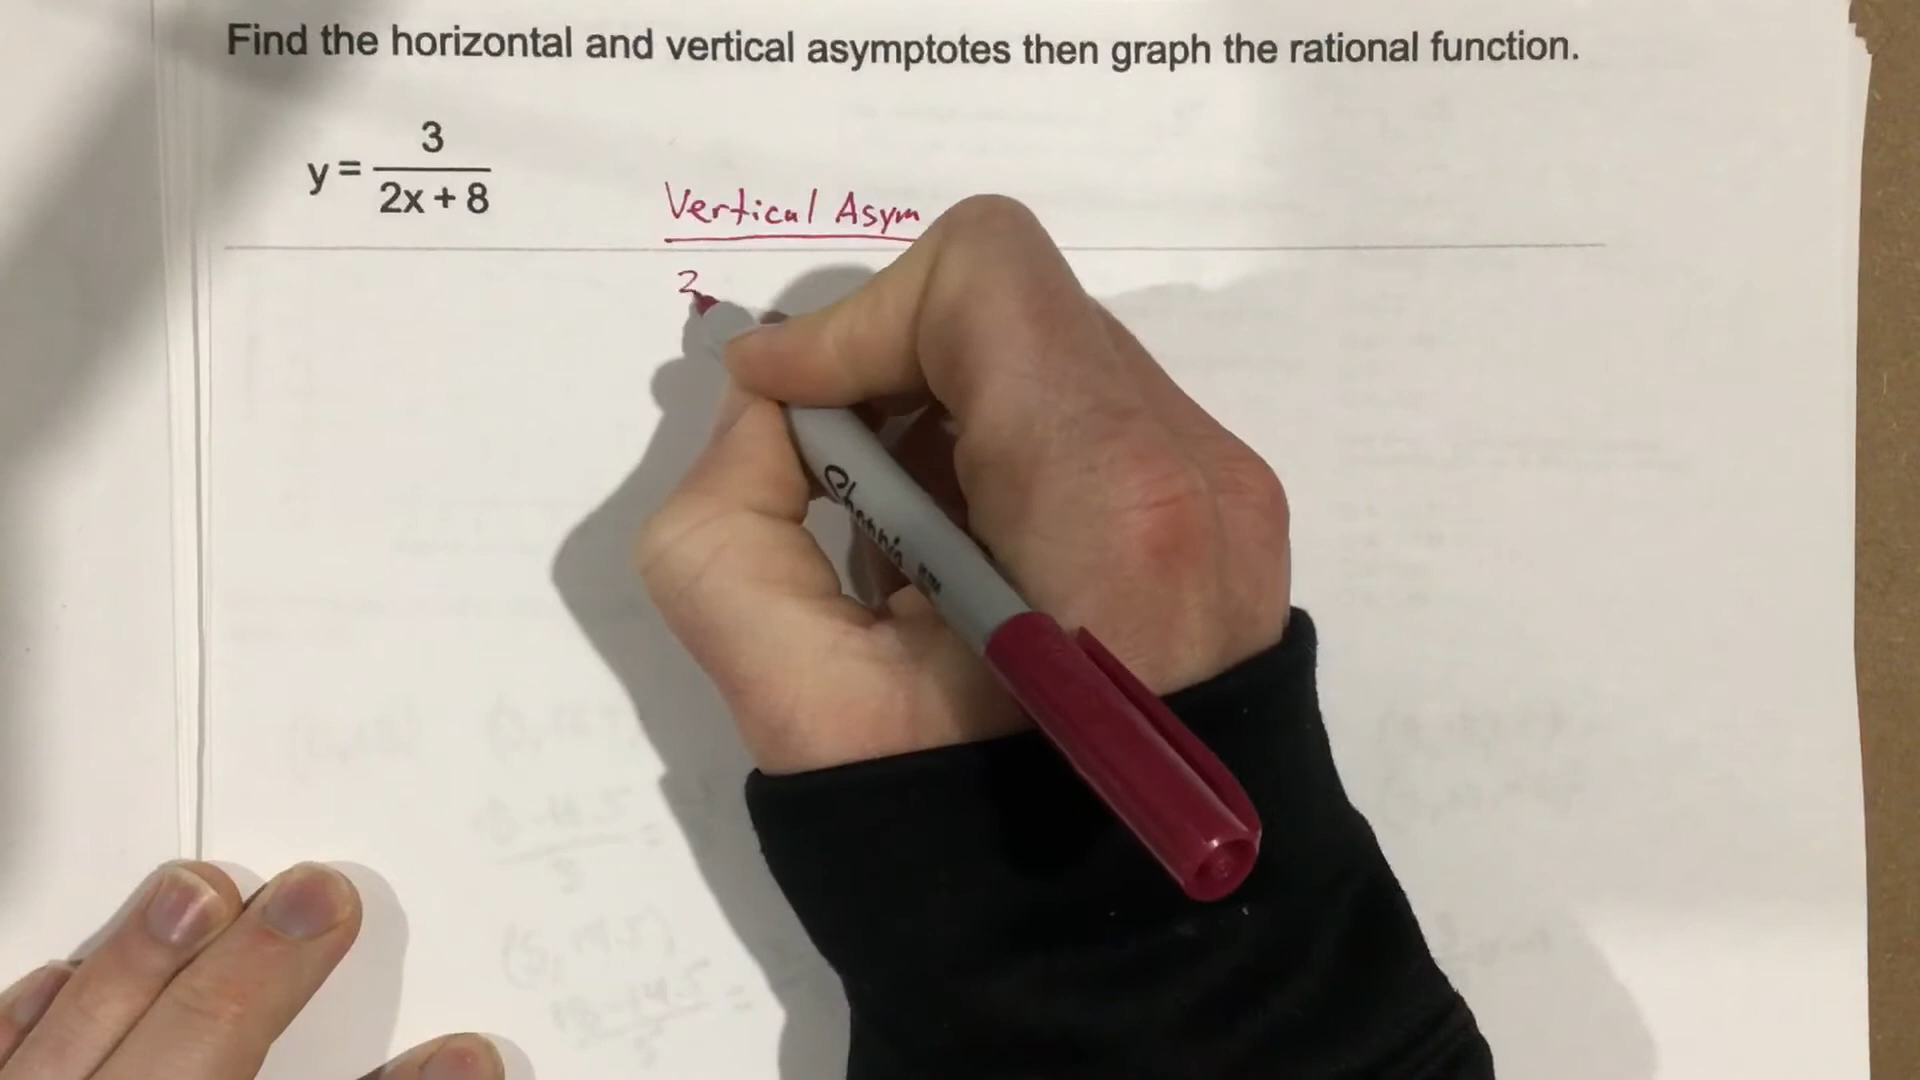 Find the horizontal and vertical asymptotes then graph the rational function.
y = 3 / 2x + 8
Vertical Asym
2